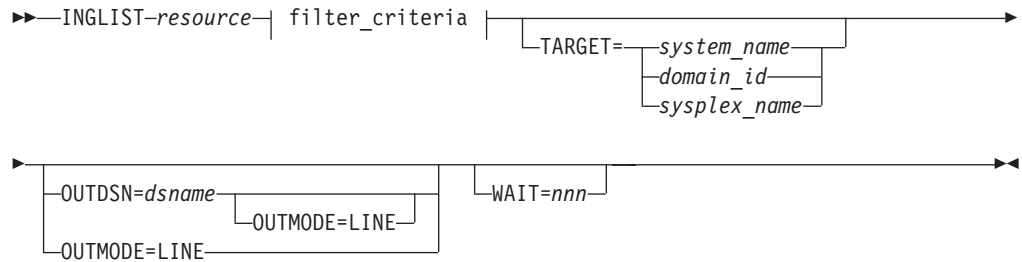 INGLIST resource filter_criteria
TARGET= system_name
domain_id
sysplex_name
OUTDSN=dsname WAIT=nnn
OUTMODE=LINE
OUTMODE=LINE